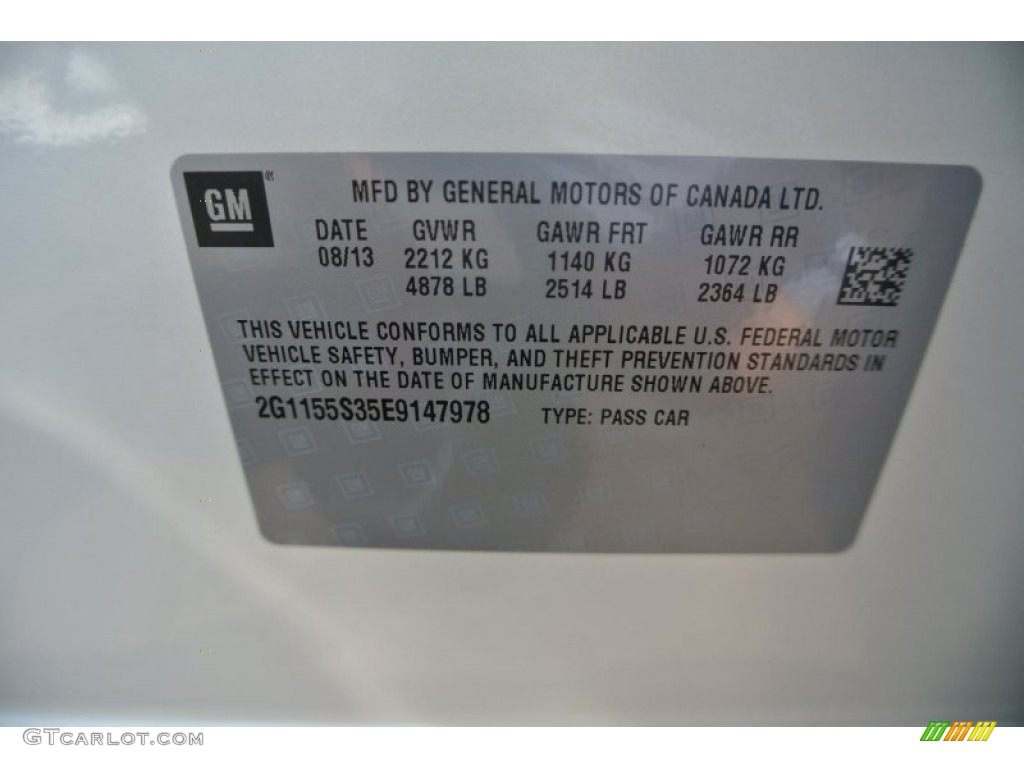 GM®
MFD BY GENERAL MOTORS OF CANADA LTD.
DATE GVWR GAWR FRT GAWR RR
08/13 2212 KG 1140 KG 1072 KG
4878 LB 2514 LB 2364 LB
THIS VEHICLE CONFORMS TO ALL APPLICABLE U.S. FEDERAL MOTOR
VEHICLE SAFETY, BUMPER, AND THEFT PREVENTION STANDARDS IN
EFFECT ON THE DATE OF MANUFACTURE SHOWN ABOVE.
2G1155S35E9147978 TYPE: PASS CAR
GTCarlot.com